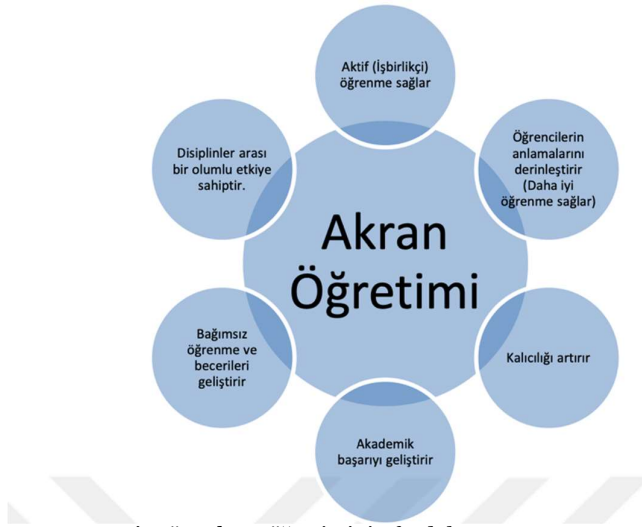 Aktif (İşbirlikçi)
öğrenme sağlar
Öğrencilerin
anlamalarını
derinleştirir
(Daha iyi
öğrenme sağlar)
Kalıcılığı artırır
Akademik
başarıyı geliştirir
Bağımsız
öğrenme ve
becerileri
geliştirir
Disiplinler arası
bir olumlu etkiye
sahiptir.
Akran
Öğretimi